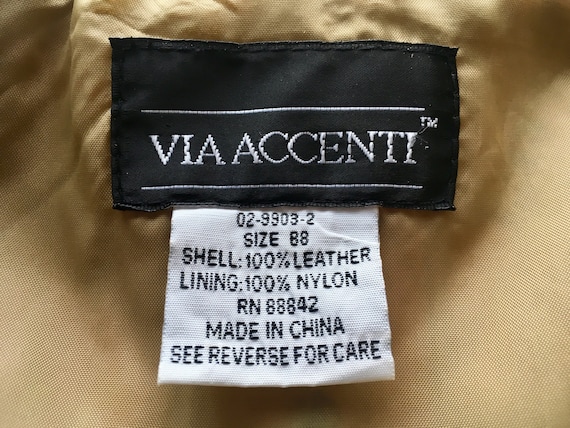 VIA ACCENTI™
02-9903-2
SIZE 88
SHELL: 100% LEATHER
LINING: 100% NYLON
RN 88842
MADE IN CHINA
SEE REVERSE FOR CARE